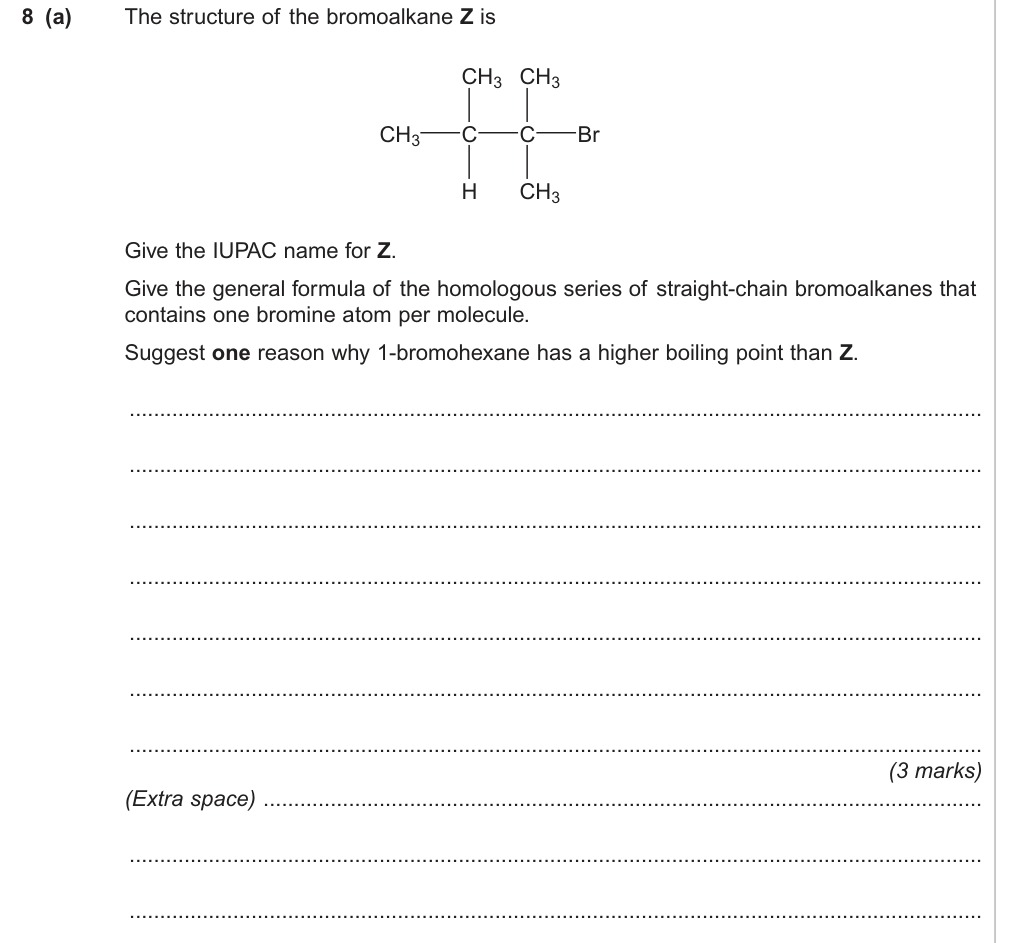 8 (a) The structure of the bromoalkane Z is
CH3 CH3
CH3 C C Br
H CH3
Give the IUPAC name for Z.
Give the general formula of the homologous series of straight-chain bromoalkanes that
contains one bromine atom per molecule.
Suggest one reason why 1-bromohexane has a higher boiling point than Z.
(3 marks)
(Extra space)